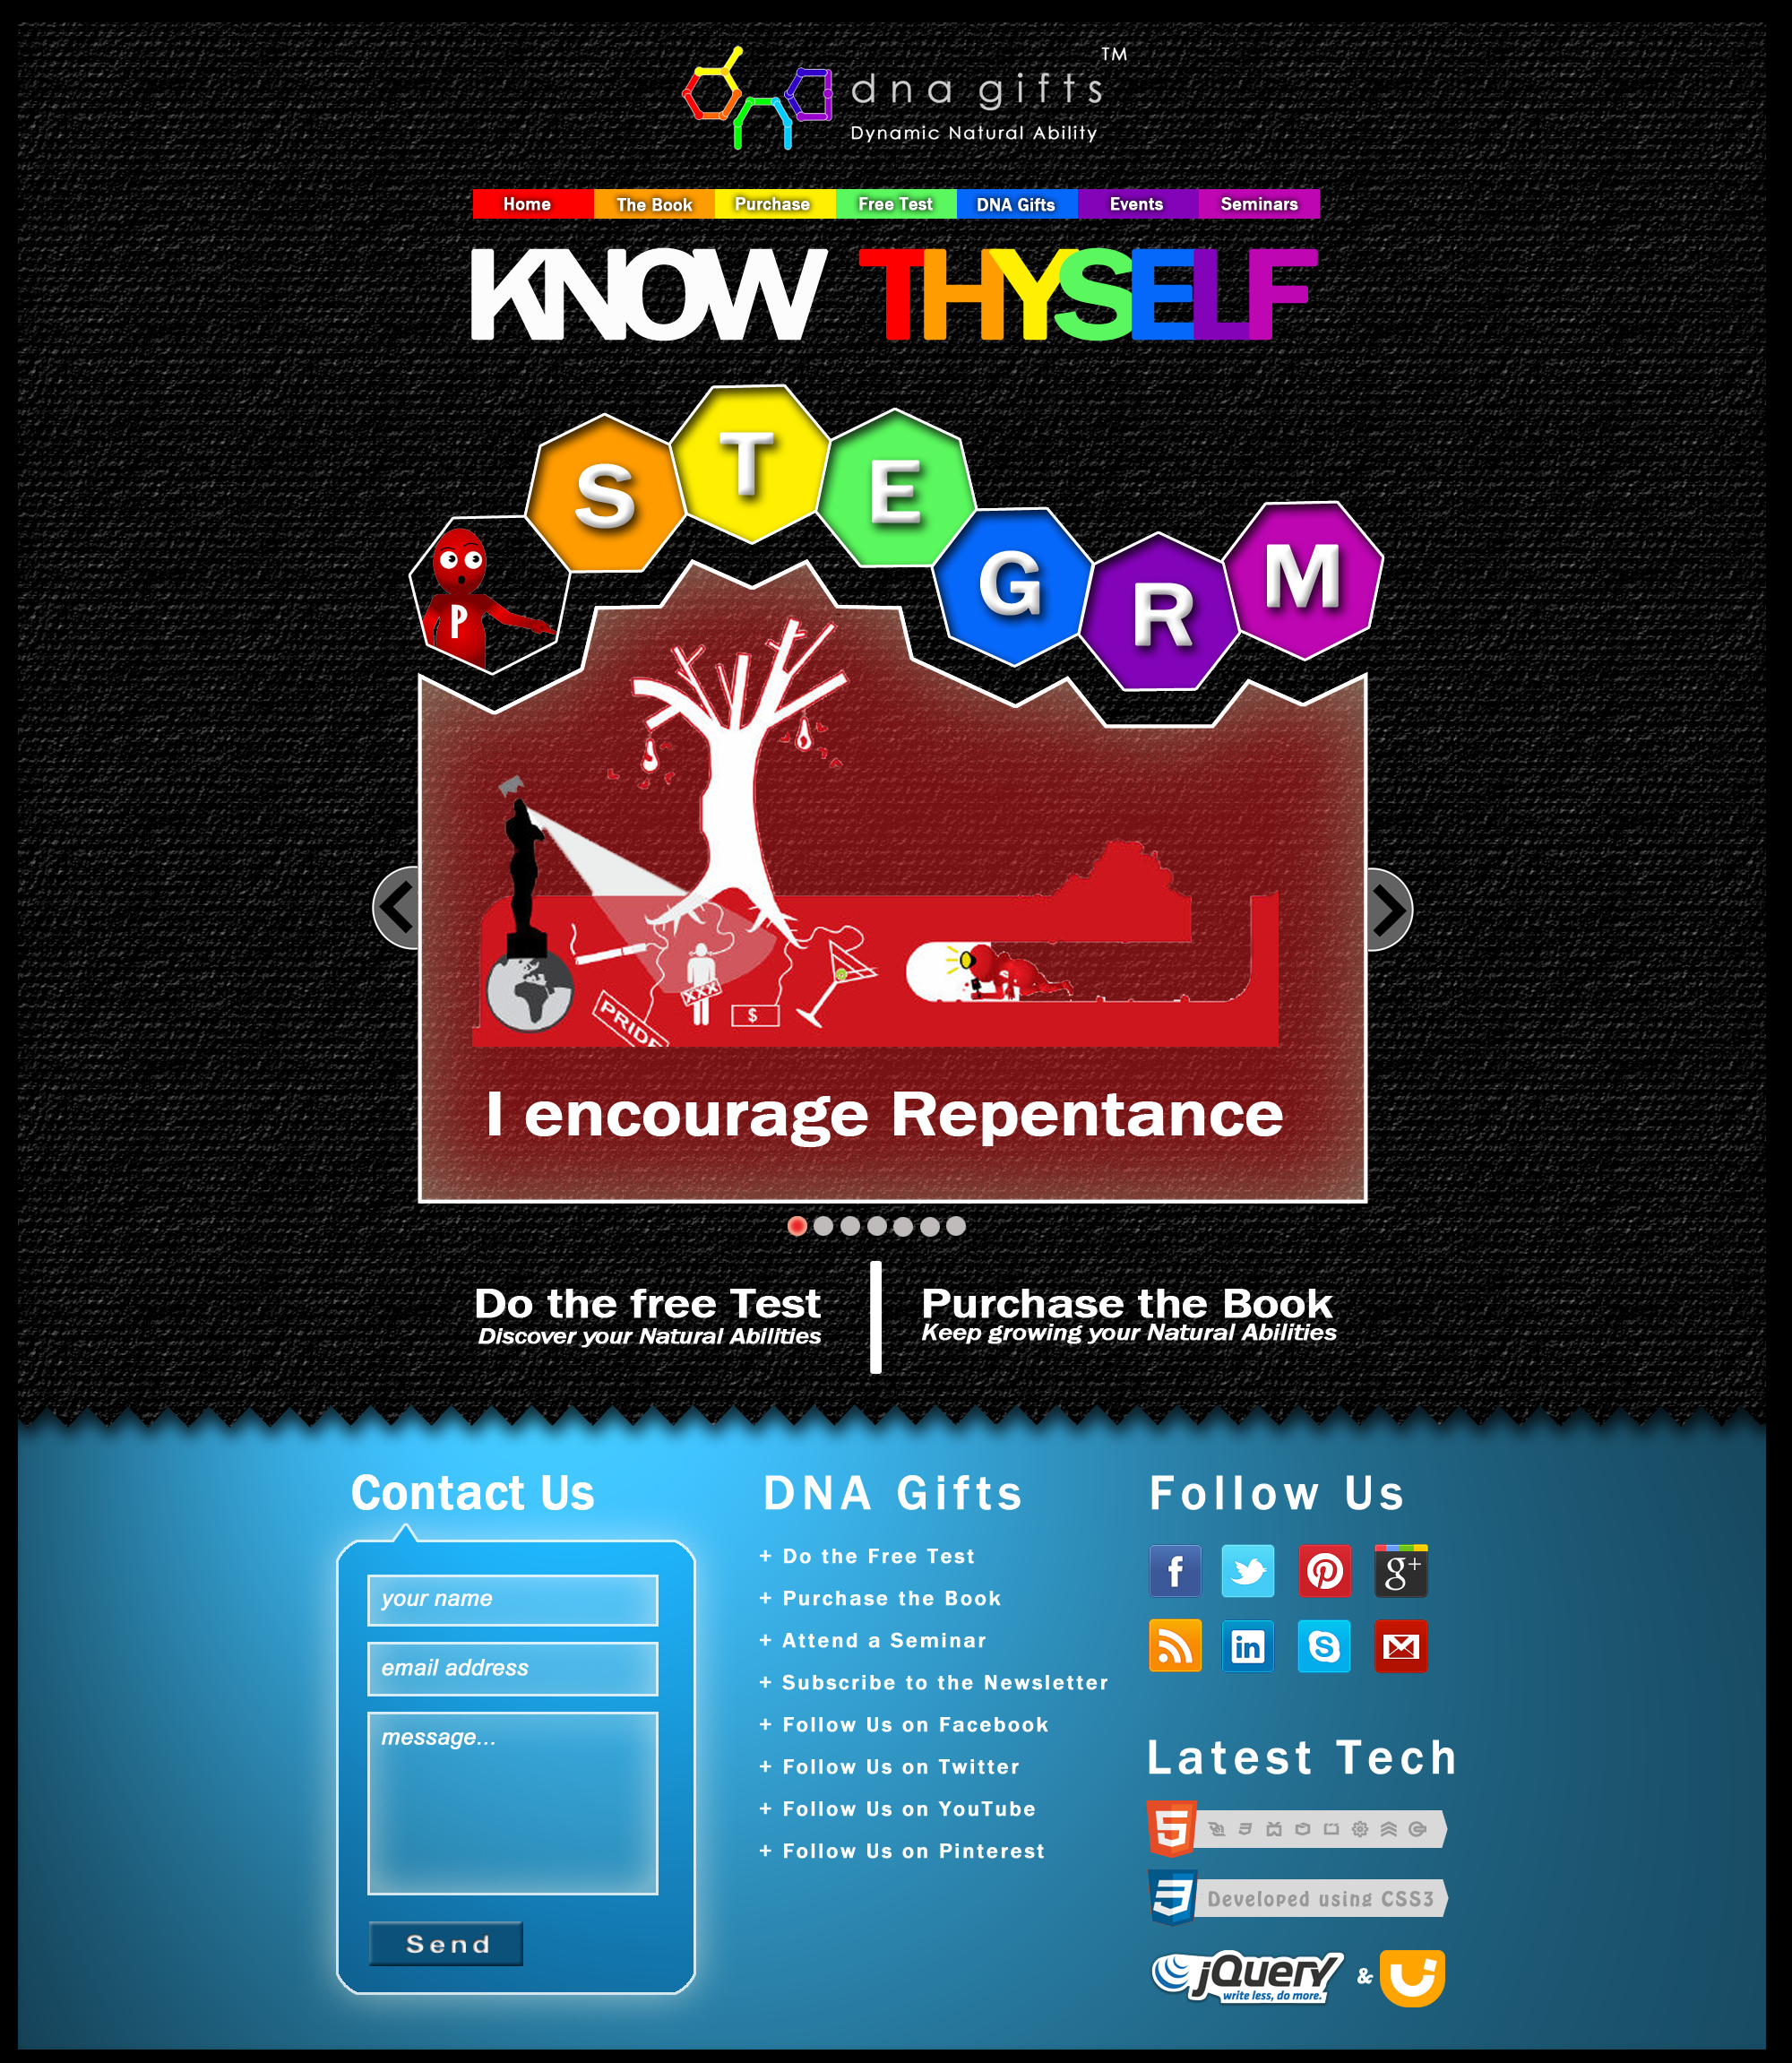 TM
dna gifts
Dynamic Natural Ability
Home The Book Purchase Free Test DNA Gifts Events Seminars
KNOW THYSELF
P S T E G R M
PRIDE
XXX
$
I encourage Repentance
Do the free Test
Discover your Natural Abilities
Purchase the Book
Keep growing your Natural Abilities
Contact Us
your name
email address
message...
Send
DNA Gifts
+ Do the Free Test
+ Purchase the Book
+ Attend a Seminar
+ Subscribe to the Newsletter
+ Follow Us on Facebook
+ Follow Us on Twitter
+ Follow Us on YouTube
+ Follow Us on Pinterest
Follow Us
f
g+
in
S
M
Latest Tech
5
3 Developed using CSS3
jQuery &
write less, do more.